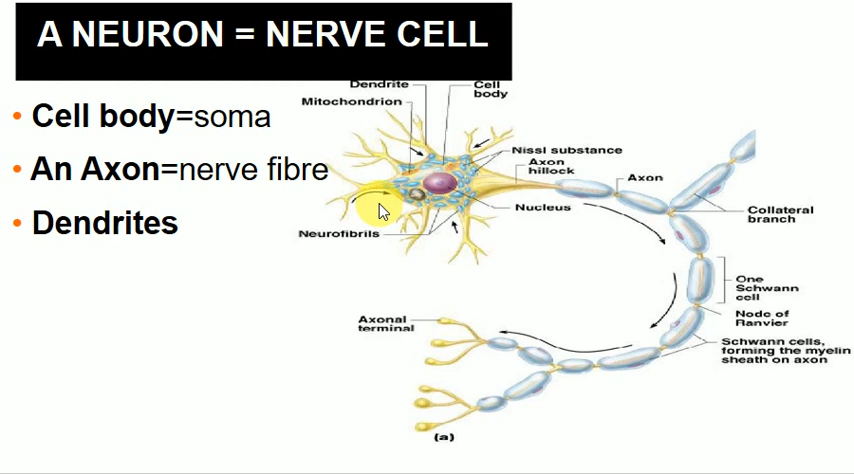 A NEURON = NERVE CELL
• Cell body=soma
• An Axon=nerve fibre
• Dendrites
Dendrite
Cell
body
Mitochondrion
Nissl substance
Axon
hillock
Axon
Nucleus
Collateral
branch
Neurofibrils
One
Schwann
cell
Node of
Ranvier
Axonal
terminal
Schwann cells,
forming the myelin
sheath on axon
(a)